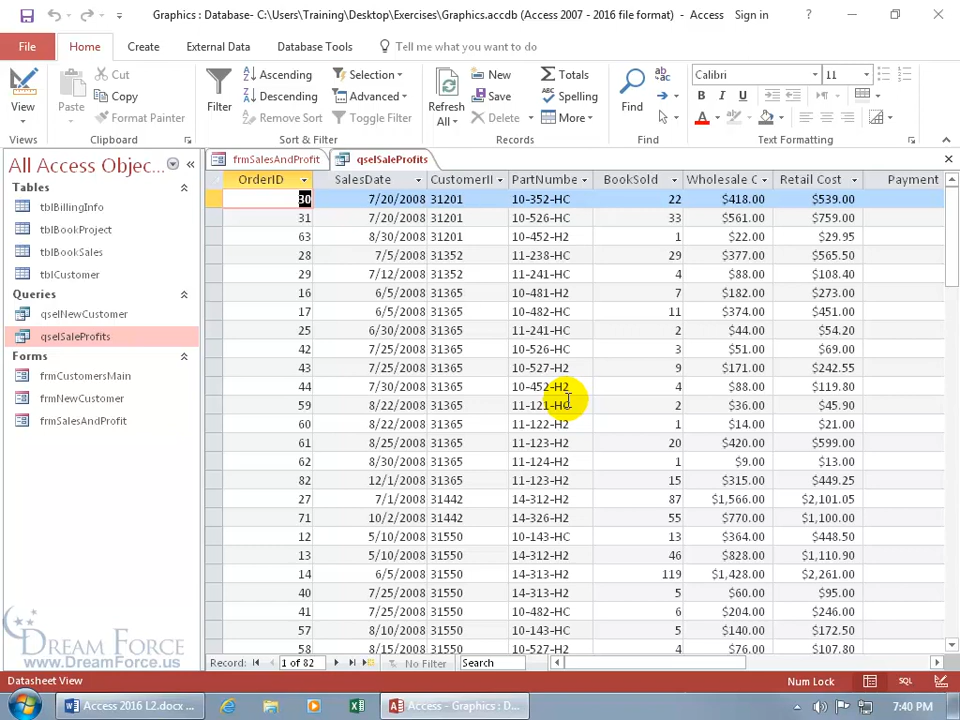 Graphics : Database- C:\Users\Training\Desktop\Exercises\Graphics.accdb (Access 2007 - 2016 file format) - Access Sign in ?
File Home Create External Data Database Tools Tell me what you want to do
View Paste Cut Copy Format Painter
Filter Ascending Descending Remove Sort Selection Advanced Toggle Filter
Refresh All New Save Delete Totals Spelling More
Find Calibri 11 B I U A
Views Clipboard Sort & Filter Records Find Text Formatting
All Access Objec... «
frmSalesAndProfit qselSaleProfits
Tables
tblBillingInfo
tblBookProject
tblBookSales
tblCustomer
Queries
qselNewCustomer
qselSaleProfits
Forms
frmCustomersMain
frmNewCustomer
frmSalesAndProfit
OrderID SalesDate CustomerI PartNumbe BookSold Wholesale C Retail Cost Payment
30 7/20/2008 31201 10-352-HC 22 $418.00 $539.00
31 7/20/2008 31201 10-526-HC 33 $561.00 $759.00
63 8/30/2008 31201 10-452-H2 1 $22.00 $29.95
28 7/5/2008 31352 11-238-HC 29 $377.00 $565.50
29 7/12/2008 31352 11-241-HC 4 $88.00 $108.40
16 6/5/2008 31365 10-481-H2 7 $182.00 $273.00
17 6/5/2008 31365 10-482-HC 11 $374.00 $451.00
25 6/30/2008 31365 11-241-HC 2 $44.00 $54.20
42 7/25/2008 31365 10-526-HC 3 $51.00 $69.00
43 7/25/2008 31365 10-527-H2 9 $171.00 $242.55
44 7/30/2008 31365 10-452-H2 4 $88.00 $119.80
59 8/22/2008 31365 11-121-HC 2 $36.00 $45.90
60 8/22/2008 31365 11-122-H2 1 $14.00 $21.00
61 8/25/2008 31365 11-123-H2 20 $420.00 $599.00
62 8/30/2008 31365 11-124-H2 1 $9.00 $13.00
82 12/1/2008 31365 11-123-H2 15 $315.00 $449.25
27 7/1/2008 31442 14-312-H2 87 $1,566.00 $2,101.05
71 10/2/2008 31442 14-326-H2 55 $770.00 $1,100.00
12 5/10/2008 31550 10-143-HC 13 $364.00 $448.50
13 5/10/2008 31550 14-312-H2 46 $828.00 $1,110.90
14 6/5/2008 31550 14-313-H2 119 $1,428.00 $2,261.00
40 7/25/2008 31550 14-313-H2 5 $60.00 $95.00
41 7/25/2008 31550 10-482-HC 6 $204.00 $246.00
57 8/10/2008 31550 10-143-HC 5 $140.00 $172.50
58 8/15/2008 31550 10-527-H2 4 $76.00 $107.80
Dream Force
www.DreamForce.us
Record: 1 of 82 No Filter Search
Datasheet View Num Lock SQL
Access 2016 L2.docx ... Access - Graphics : D... 7:40 PM